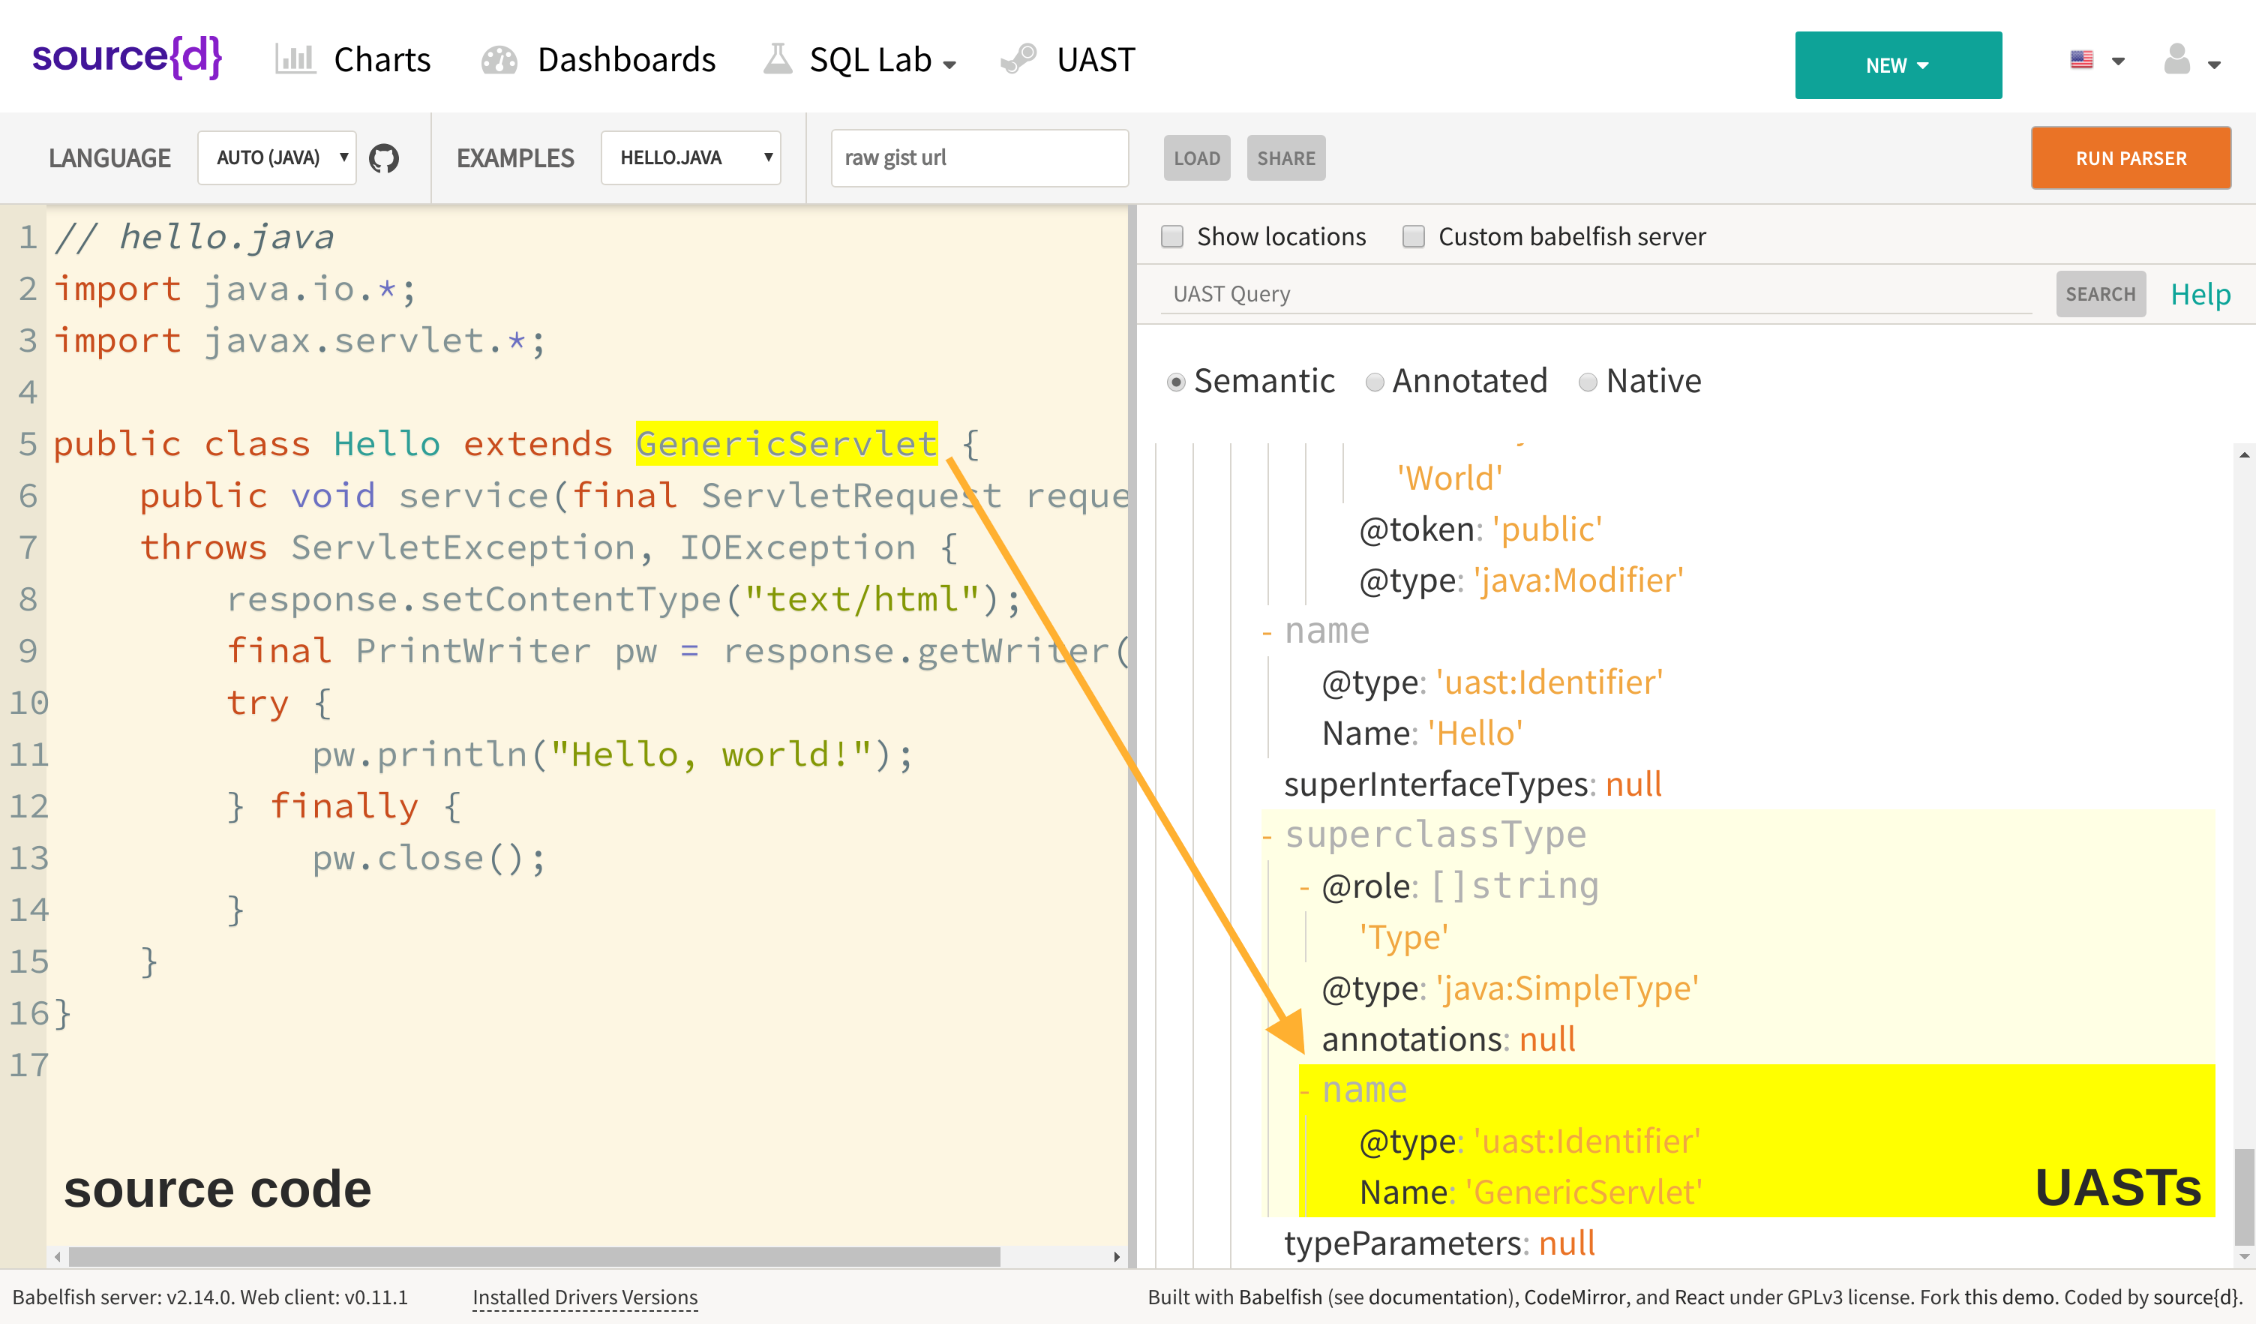 source{d} Charts Dashboards SQL Lab UAST NEW
LANGUAGE AUTO (JAVA) EXAMPLES HELLO.JAVA raw gist url LOAD SHARE RUN PARSER
1 // hello.java
2 import java.io.*;
3 import javax.servlet.*;
4
5 public class Hello extends GenericServlet {
6 public void service(final ServletRequest reque
7 throws ServletException, IOException {
8 response.setContentType("text/html");
9 final PrintWriter pw = response.getWriter(
10 try {
11 pw.println("Hello, world!");
12 } finally {
13 pw.close();
14 }
15 }
16 }
17
source code
Show locations Custom babelfish server
UAST Query SEARCH Help
Semantic Annotated Native
'World'
@token: 'public'
@type: 'java:Modifier'
- name
@type: 'uast:Identifier'
Name: 'Hello'
superInterfaceTypes: null
- superclassType
- @role: []string
'Type'
@type: 'java:SimpleType'
annotations: null
- name
@type: 'uast:Identifier'
Name: 'GenericServlet'
UASTs
typeParameters: null
Babelfish server: v2.14.0. Web client: v0.11.1 Installed Drivers Versions Built with Babelfish (see documentation), CodeMirror, and React under GPLv3 license. Fork this demo. Coded by source{d}.